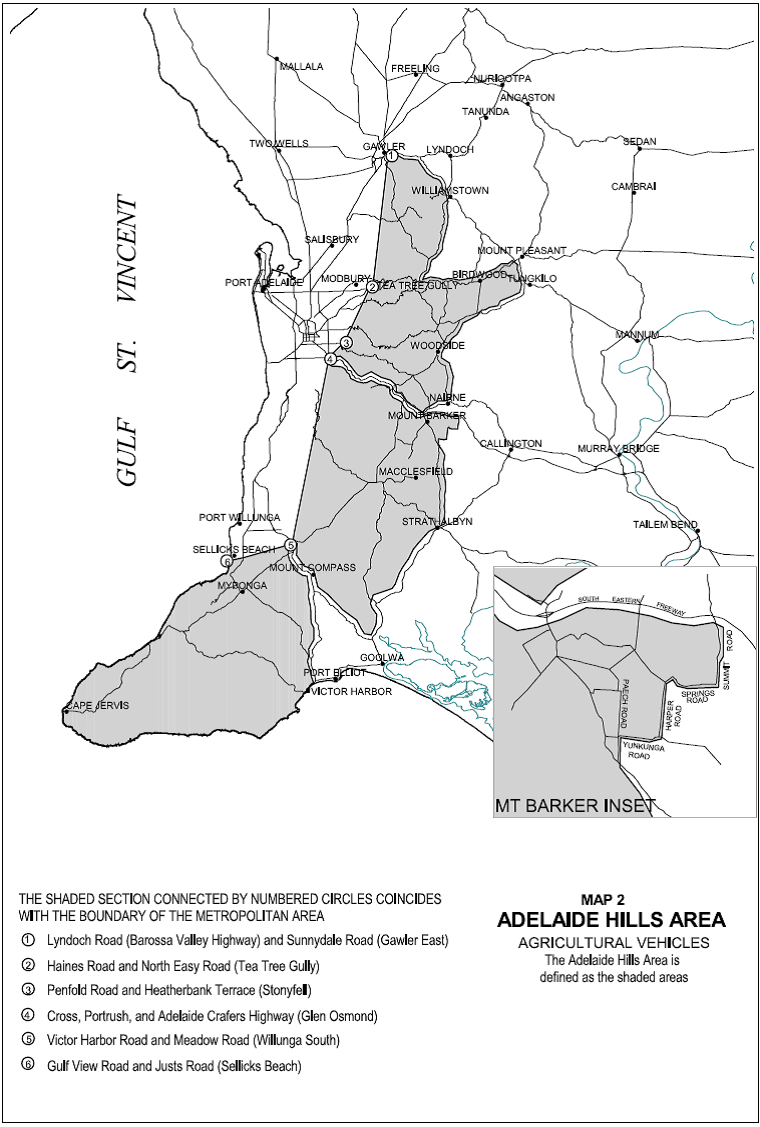 MALLALA
FREELING
NURIOOTPA
ANGASTON
TANUNDA
TWO WELLS
GAWLER
1
LYNDOCH
SEDAN
WILLIAMSTOWN
CAMBRAI
GULF ST. VINCENT
SALISBURY
MOUNT PLEASANT
PORT ADELAIDE
MODBURY
2
TEA TREE GULLY
BIRDWOOD
TUNGKILO
MANNUM
3
WOODSIDE
4
NAIRNE
MOUNT BARKER
CALLINGTON
MURRAY BRIDGE
MACCLESFIELD
PORT WILLUNGA
STRATHALBYN
TAILEM BEND
SELLICKS BEACH
5
6
MOUNT COMPASS
MYPONGA
GOOLWA
PORT ELLIOT
VICTOR HARBOR
CAPE JERVIS
SOUTH EASTERN FREEWAY
SUMMIT ROAD
SPRINGS ROAD
PAECH ROAD
HARPER ROAD
YUNKUNGA ROAD
MT BARKER INSET
THE SHADED SECTION CONNECTED BY NUMBERED CIRCLES COINCIDES
WITH THE BOUNDARY OF THE METROPOLITAN AREA
1 Lyndoch Road (Barossa Valley Highway) and Sunnydale Road (Gawler East)
2 Haines Road and North Easy Road (Tea Tree Gully)
3 Penfold Road and Heatherbank Terrace (Stonyfell)
4 Cross, Portrush, and Adelaide Crafers Highway (Glen Osmond)
5 Victor Harbor Road and Meadow Road (Willunga South)
6 Gulf View Road and Justs Road (Sellicks Beach)
MAP 2
ADELAIDE HILLS AREA
AGRICULTURAL VEHICLES
The Adelaide Hills Area is
defined as the shaded areas